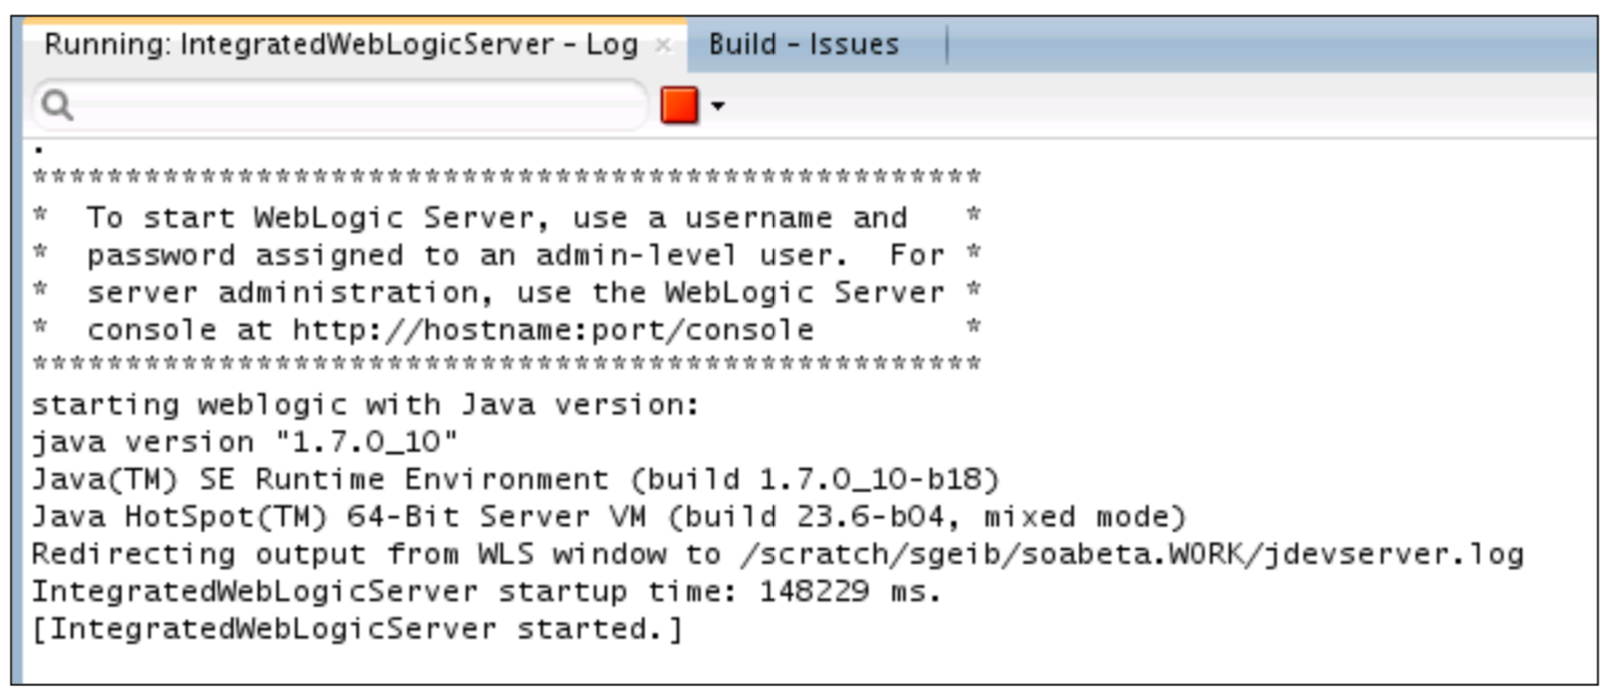 Running: IntegratedWebLogicServer – Log × Build – Issues
.
***************************************************
*  To start WebLogic Server, use a username and   *
*  password assigned to an admin-level user.  For *
*  server administration, use the WebLogic Server *
*  console at http://hostname:port/console        *
***************************************************
starting weblogic with Java version:
java version "1.7.0_10"
Java(TM) SE Runtime Environment (build 1.7.0_10-b18)
Java HotSpot(TM) 64-Bit Server VM (build 23.6-b04, mixed mode)
Redirecting output from WLS window to /scratch/sgeib/soabeta.WORK/jdevserver.log
IntegratedWebLogicServer startup time: 148229 ms.
[IntegratedWebLogicServer started.]